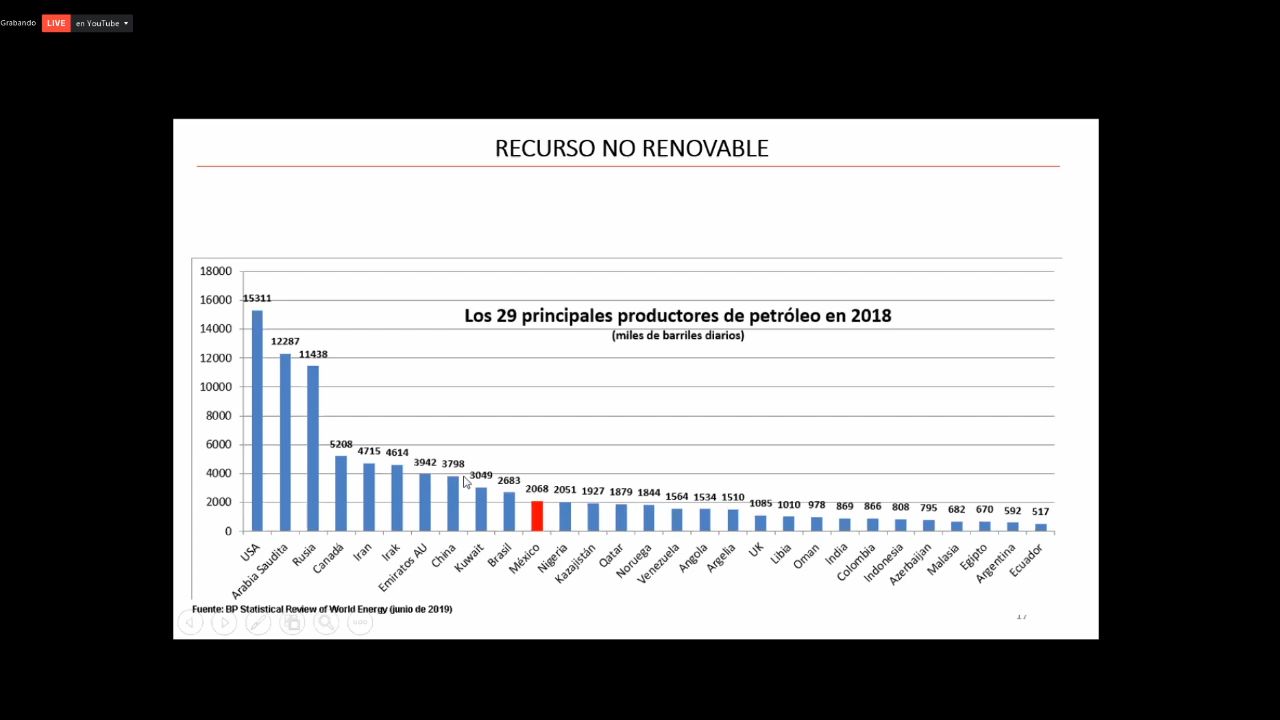 Grabando LIVE en YouTube
RECURSO NO RENOVABLE
Los 29 principales productores de petróleo en 2018
(miles de barriles diarios)
18000
16000
14000
12000
10000
8000
6000
4000
2000
0
15311 12287 11438 5208 4715 4614 3942 3798 3049 2683 2068 2051 1927 1879 1844 1564 1534 1510 1085 1010 978 869 866 808 795 682 670 592 517
USA Arabia Saudita Rusia Canadá Iran Irak Emiratos AU China Kuwait Brasil México Nigeria Kazajistán Qatar Noruega Venezuela Angola Argelia UK Libia Oman India Colombia Indonesia Azerbaijan Malasia Egipto Argentina Ecuador
Fuente: BP Statistical Review of World Energy (junio de 2019)
17